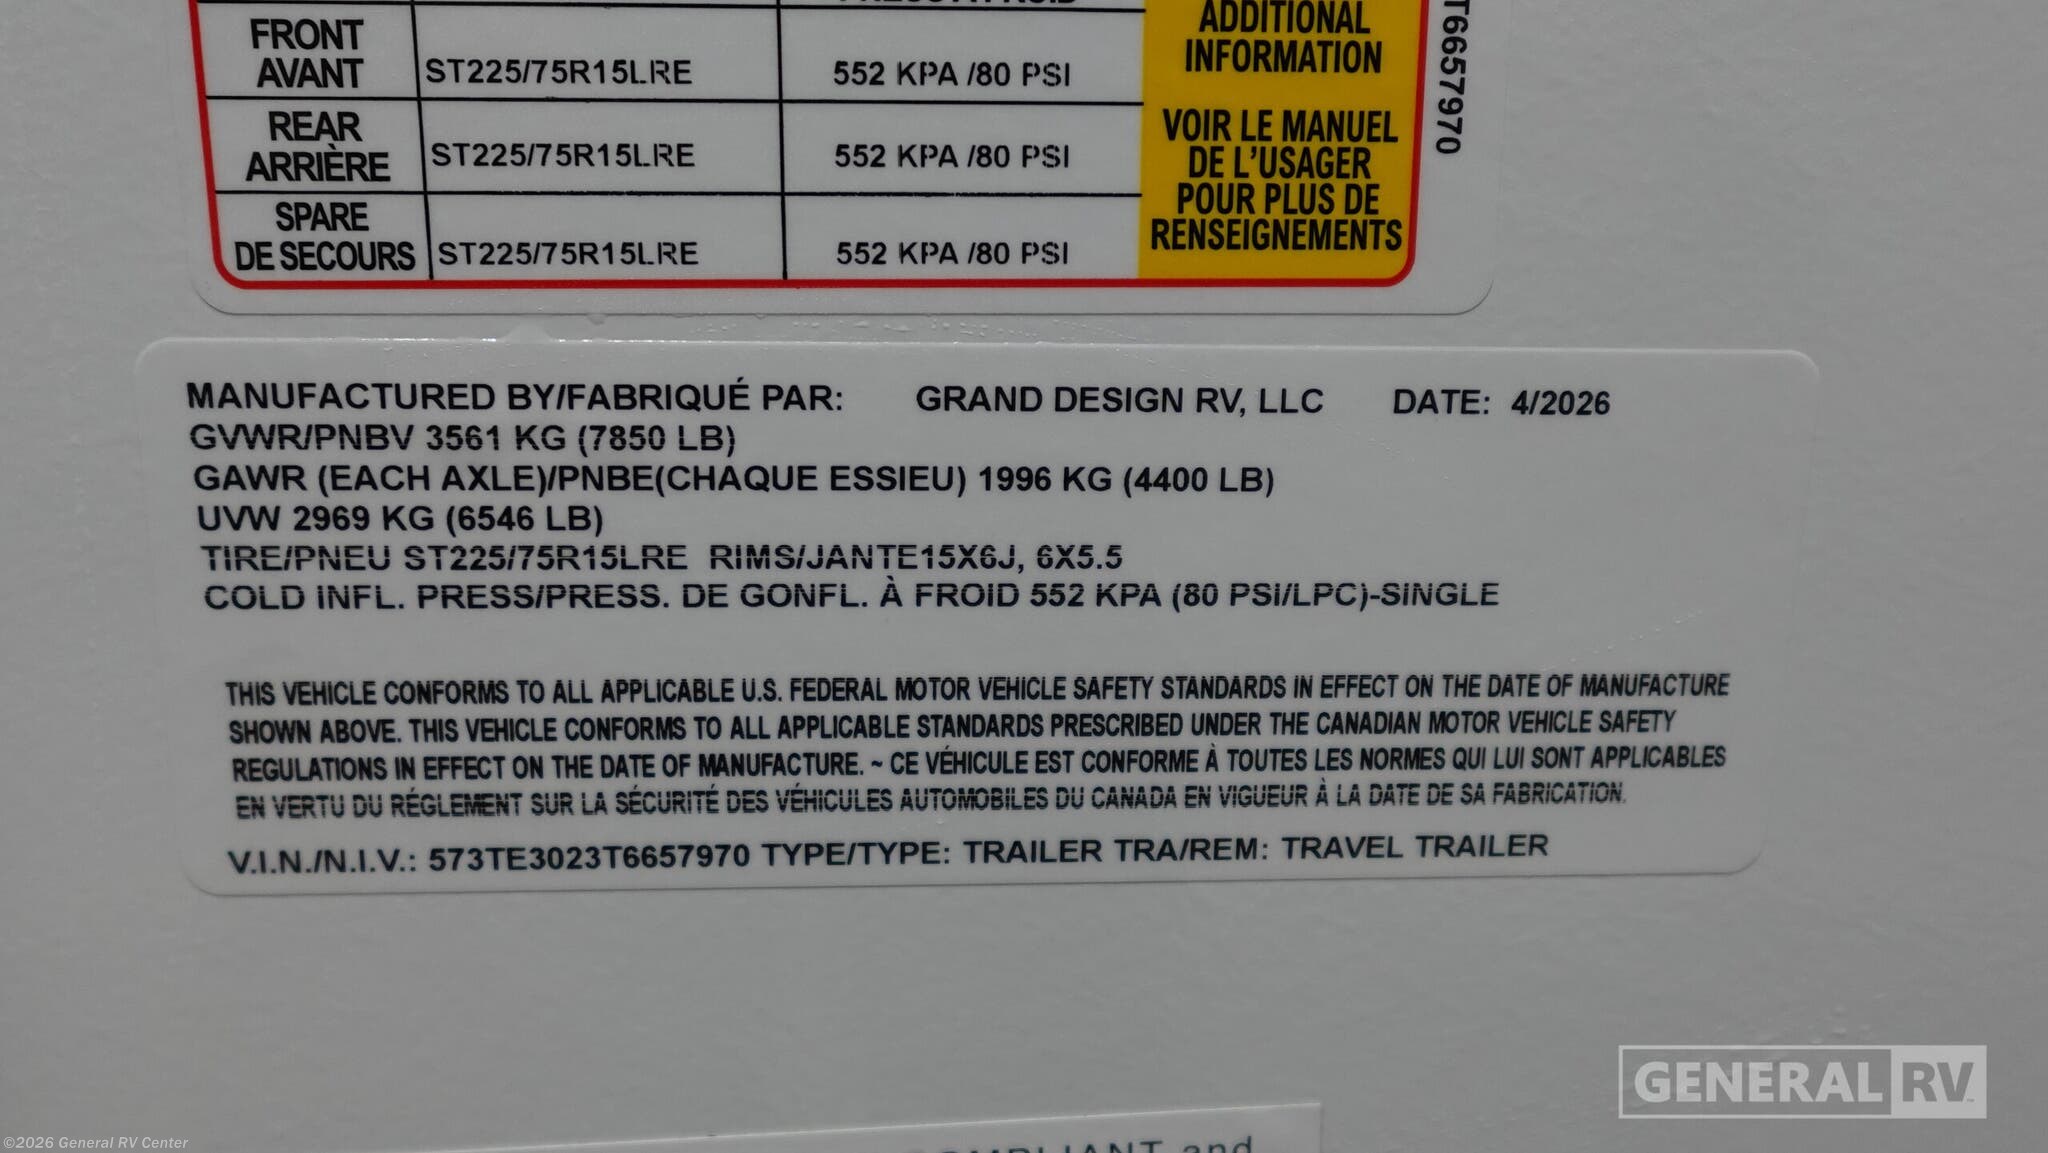 ADDITIONAL
INFORMATION
FRONT
AVANT
ST225/75R15LRE
552 KPA /80 PSI
REAR
ARRIÈRE
ST225/75R15LRE
552 KPA /80 PSI
SPARE
DE SECOURS
ST225/75R15LRE
552 KPA /80 PSI
VOIR LE MANUEL
DE L'USAGER
POUR PLUS DE
RENSEIGNEMENTS
T6657970
MANUFACTURED BY/FABRIQUÉ PAR: GRAND DESIGN RV, LLC DATE: 4/2026
GVWR/PNBV 3561 KG (7850 LB)
GAWR (EACH AXLE)/PNBE(CHAQUE ESSIEU) 1996 KG (4400 LB)
UVW 2969 KG (6546 LB)
TIRE/PNEU ST225/75R15LRE RIMS/JANTE15X6J, 6X5.5
COLD INFL. PRESS/PRESS. DE GONFL. À FROID 552 KPA (80 PSI/LPC)-SINGLE
THIS VEHICLE CONFORMS TO ALL APPLICABLE U.S. FEDERAL MOTOR VEHICLE SAFETY STANDARDS IN EFFECT ON THE DATE OF MANUFACTURE
SHOWN ABOVE. THIS VEHICLE CONFORMS TO ALL APPLICABLE STANDARDS PRESCRIBED UNDER THE CANADIAN MOTOR VEHICLE SAFETY
REGULATIONS IN EFFECT ON THE DATE OF MANUFACTURE. ~ CE VÉHICULE EST CONFORME À TOUTES LES NORMES QUI LUI SONT APPLICABLES
EN VERTU DU RÉGLEMENT SUR LA SÉCURITÉ DES VÉHICULES AUTOMOBILES DU CANADA EN VIGUEUR À LA DATE DE SA FABRICATION.
V.I.N./N.I.V.: 573TE3023T6657970 TYPE/TYPE: TRAILER TRA/REM: TRAVEL TRAILER
GENERAL RV
©2026 General RV Center